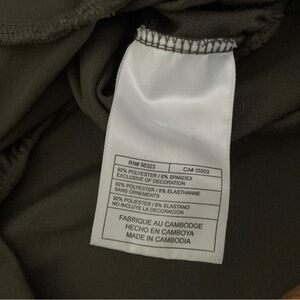 RN# 56323 CA# 05553
92% POLYESTER / 8% SPANDEX
EXCLUSIVE OF DECORATION
92% POLYESTER / 8% ELASTHANNE
SANS ORNEMENTS
92% POLIESTER / 8% ELASTANO
NO INCLUYE LA DECORACION
FABRIQUE AU CAMBODGE
HECHO EN CAMBOYA
MADE IN CAMBODIA